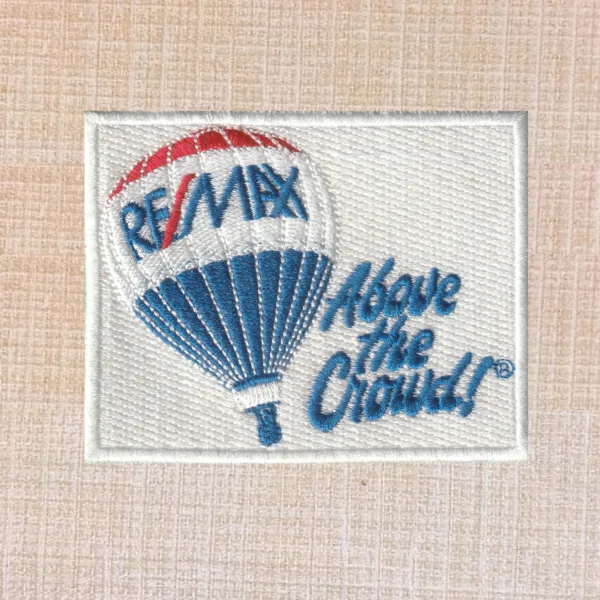 RE/MAX
Above
the
Crowd!®